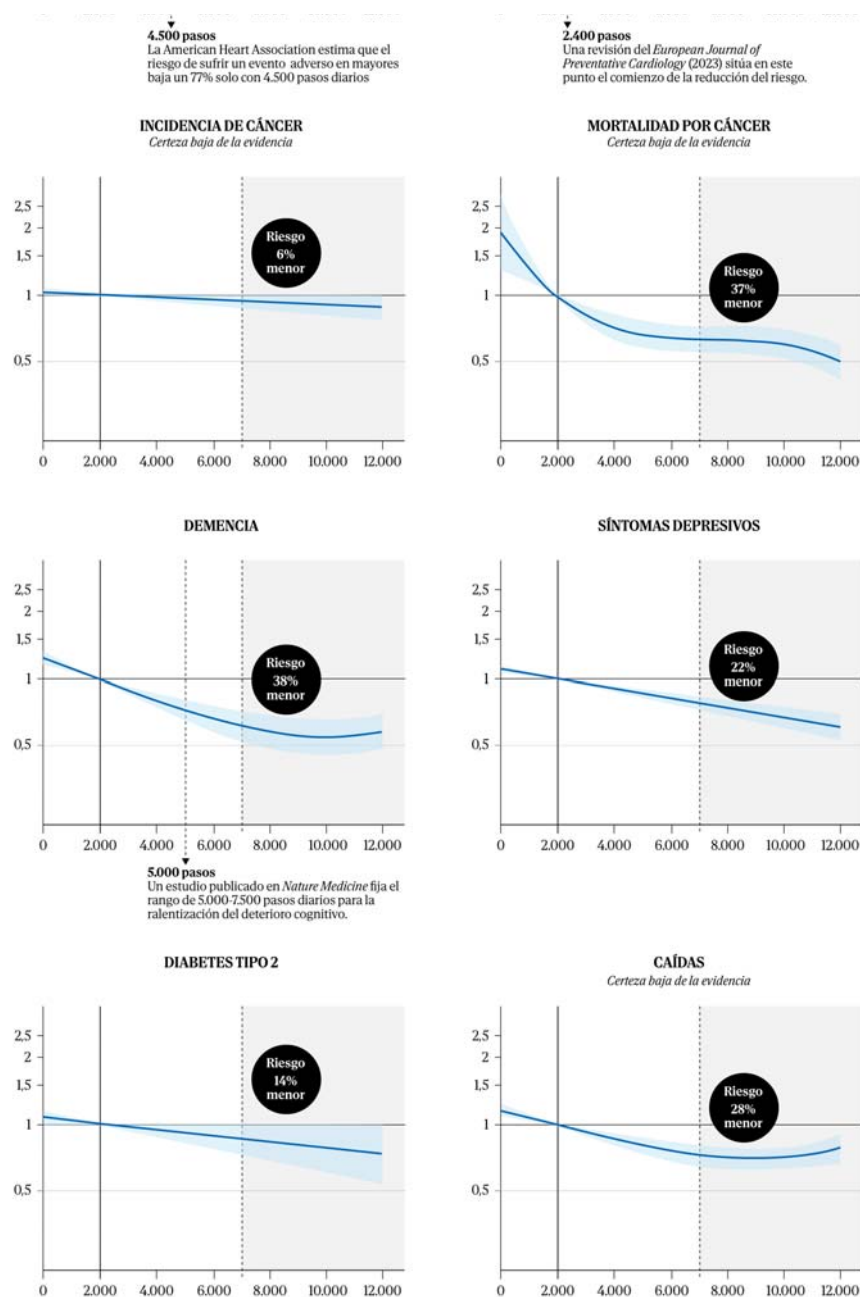 4.500 pasos
La American Heart Association estima que el
riesgo de sufrir un evento adverso en mayores
baja un 77% solo con 4.500 pasos diarios
2.400 pasos
Una revisión del European Journal of
Preventative Cardiology (2023) sitúa en este
punto el comienzo de la reducción del riesgo.
INCIDENCIA DE CÁNCER
Certeza baja de la evidencia
2,5
2
1,5
1
0,5
Riesgo
6%
menor
0 2.000 4.000 6.000 8.000 10.000 12.000
MORTALIDAD POR CÁNCER
Certeza baja de la evidencia
2,5
2
1,5
1
0,5
Riesgo
37%
menor
0 2.000 4.000 6.000 8.000 10.000 12.000
DEMENCIA
2,5
2
1,5
1
0,5
Riesgo
38%
menor
0 2.000 4.000 6.000 8.000 10.000 12.000
5.000 pasos
Un estudio publicado en Nature Medicine fija el
rango de 5.000-7.500 pasos diarios para la
ralentización del deterioro cognitivo.
SÍNTOMAS DEPRESIVOS
2,5
2
1,5
1
0,5
Riesgo
22%
menor
0 2.000 4.000 6.000 8.000 10.000 12.000
DIABETES TIPO 2
2,5
2
1,5
1
0,5
Riesgo
14%
menor
0 2.000 4.000 6.000 8.000 10.000 12.000
CAÍDAS
Certeza baja de la evidencia
2,5
2
1,5
1
0,5
Riesgo
28%
menor
0 2.000 4.000 6.000 8.000 10.000 12.000